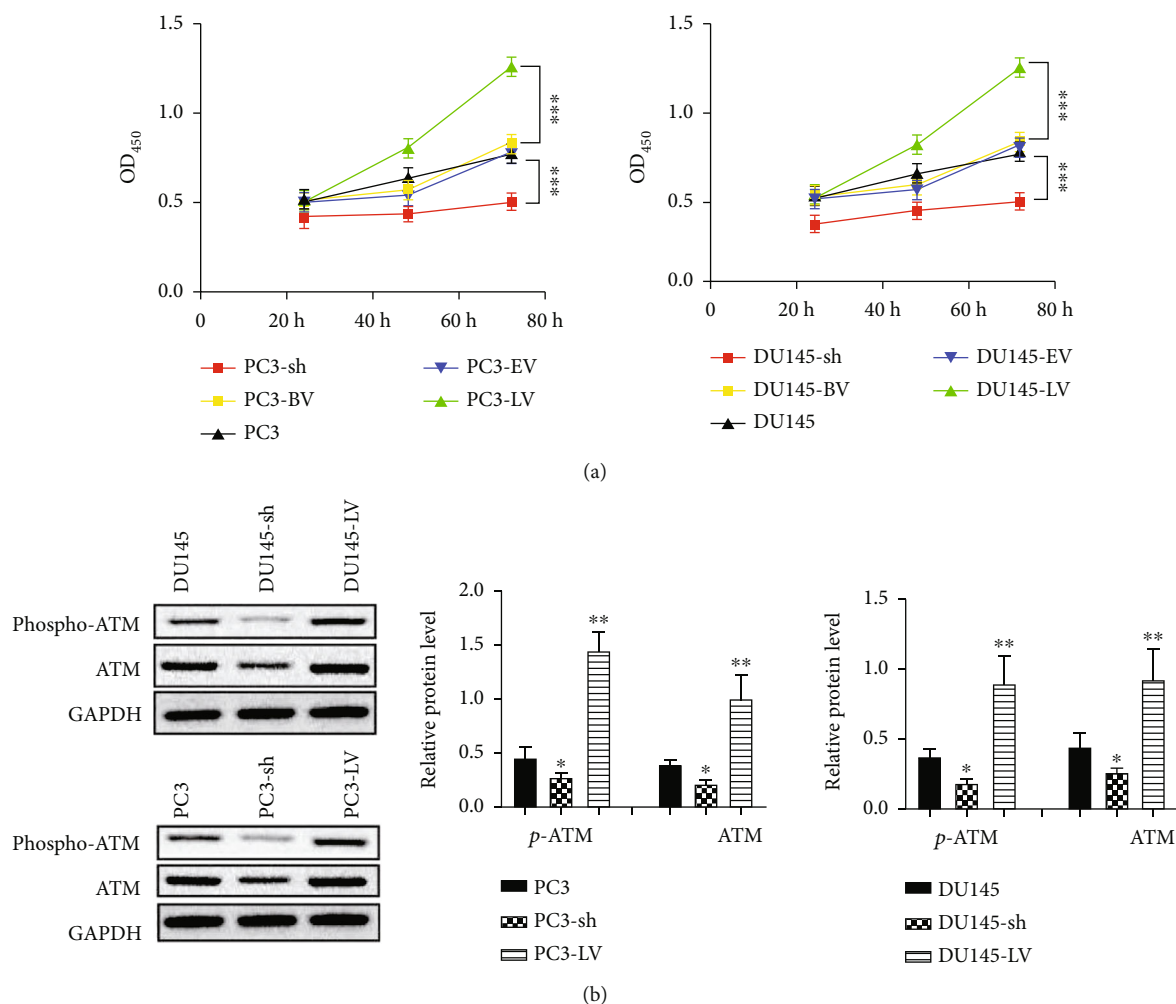 1.5
1.0
0.5
0.0
OD450
0
20 h
40 h
60 h
80 h
***
***
PC3-sh
PC3-EV
PC3-BV
PC3-LV
PC3
1.5
1.0
0.5
0.0
OD450
0
20 h
40 h
60 h
80 h
***
***
DU145-sh
DU145-EV
DU145-BV
DU145-LV
DU145
(a)
DU145
DU145-sh
DU145-LV
Phospho-ATM
ATM
GAPDH
PC3
PC3-sh
PC3-LV
Phospho-ATM
ATM
GAPDH
2.0
1.5
1.0
0.5
0.0
Relative protein level
*
**
*
**
p-ATM
ATM
PC3
PC3-sh
PC3-LV
1.5
1.0
0.5
0.0
Relative protein level
*
**
*
**
p-ATM
ATM
DU145
DU145-sh
DU145-LV
(b)